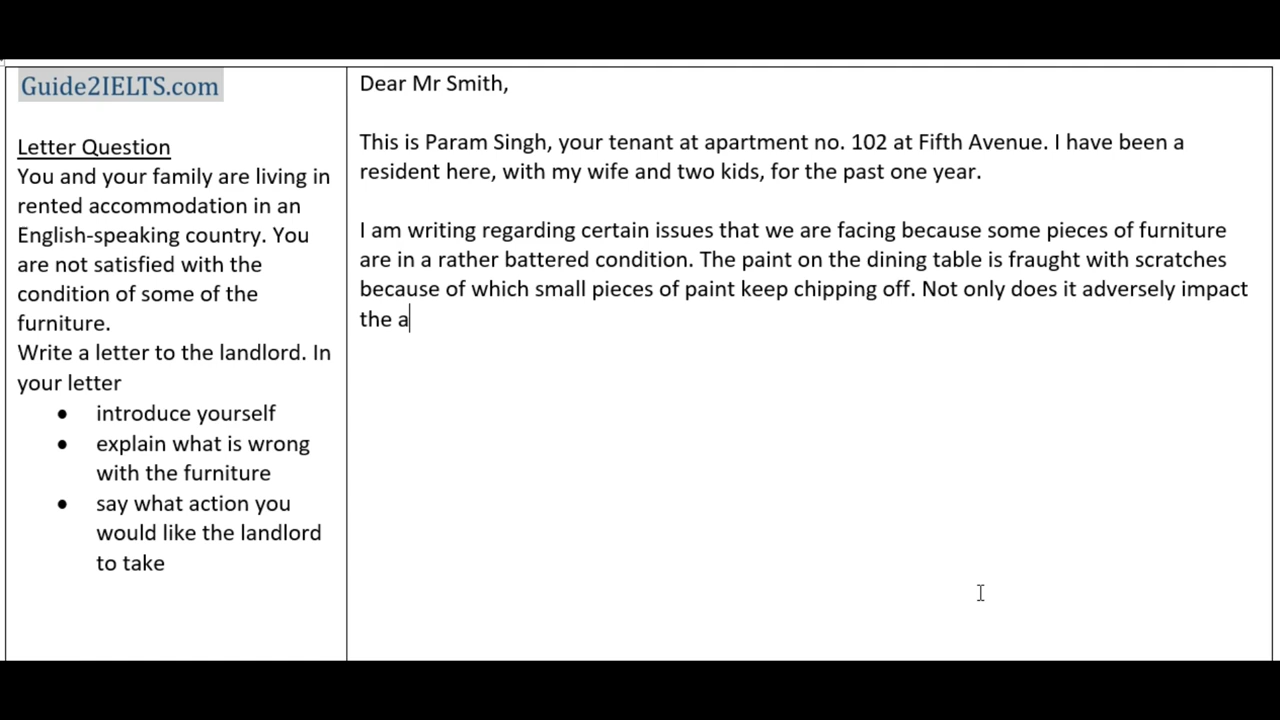 Guide2IELTS.com
Letter Question
You and your family are living in
rented accommodation in an
English-speaking country. You
are not satisfied with the
condition of some of the
furniture.
Write a letter to the landlord. In
your letter
• introduce yourself
• explain what is wrong
with the furniture
• say what action you
would like the landlord
to take
Dear Mr Smith,
This is Param Singh, your tenant at apartment no. 102 at Fifth Avenue. I have been a
resident here, with my wife and two kids, for the past one year.
I am writing regarding certain issues that we are facing because some pieces of furniture
are in a rather battered condition. The paint on the dining table is fraught with scratches
because of which small pieces of paint keep chipping off. Not only does it adversely impact
the a